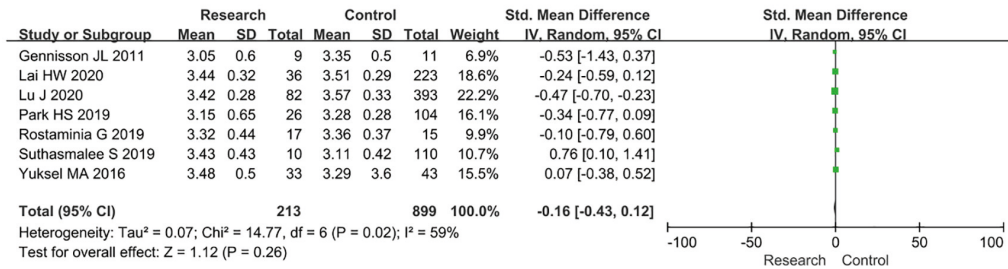 Research Control Std. Mean Difference Std. Mean Difference
Study or Subgroup Mean SD Total Mean SD Total Weight IV, Random, 95% CI IV, Random, 95% CI
Gennisson JL 2011 3.05 0.6 9 3.35 0.5 11 6.9% -0.53 [-1.43, 0.37]
Lai HW 2020 3.44 0.32 36 3.51 0.29 223 18.6% -0.24 [-0.59, 0.12]
Lu J 2020 3.42 0.28 82 3.57 0.33 393 22.2% -0.47 [-0.70, -0.23]
Park HS 2019 3.15 0.65 26 3.28 0.28 104 16.1% -0.34 [-0.77, 0.09]
Rostaminia G 2019 3.32 0.44 17 3.36 0.37 15 9.9% -0.10 [-0.79, 0.60]
Suthasmalee S 2019 3.43 0.43 10 3.11 0.42 110 10.7% 0.76 [0.10, 1.41]
Yuksel MA 2016 3.48 0.5 33 3.29 3.6 43 15.5% 0.07 [-0.38, 0.52]
Total (95% CI) 213 899 100.0% -0.16 [-0.43, 0.12]
Heterogeneity: Tau² = 0.07; Chi² = 14.77, df = 6 (P = 0.02); I² = 59%
Test for overall effect: Z = 1.12 (P = 0.26)
-100 -50 0 50 100
Research Control